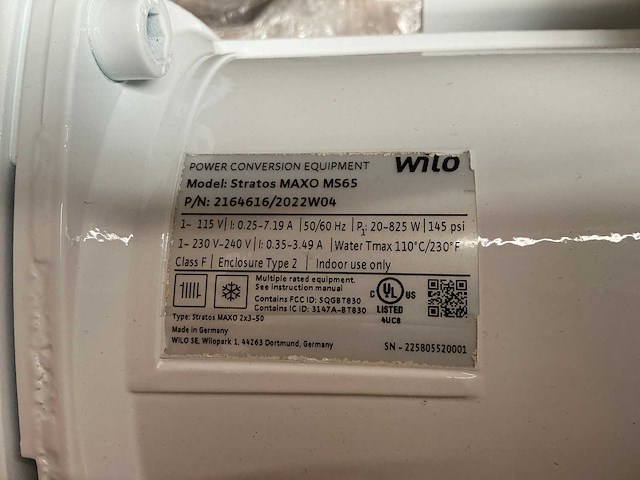 POWER CONVERSION EQUIPMENT wilo
Model: Stratos MAXO MS65
P/N: 2164616/2022W04
1~ 115 V | I: 0.25-7.19 A | 50/60 Hz | P1: 20-825 W | 145 psi
1~ 230 V-240 V | I: 0.35-3.49 A | Water Tmax 110°C/230°F
Class F | Enclosure Type 2 | Indoor use only
Multiple rated equipment.
See instruction manual
Contains FCC ID: SQGBT830
Contains IC ID: 3147A-BT830
C UL US
LISTED
4UC8
Type: Stratos MAXO 2x3-50
Made in Germany
WILO SE, Wilopark 1, 44263 Dortmund, Germany
SN - 225805520001